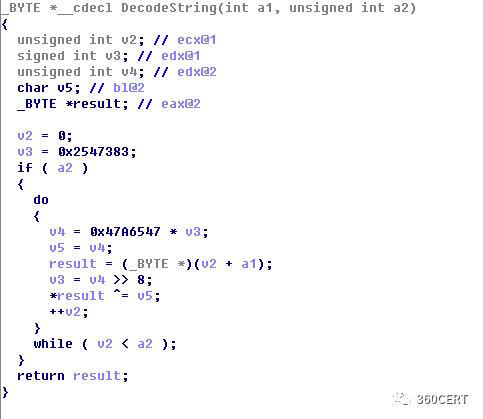 _BYTE *__cdecl DecodeString(int a1, unsigned int a2)
{
  unsigned int v2; // ecx@1
  signed int v3; // edx@1
  unsigned int v4; // edx@2
  char v5; // bl@2
  _BYTE *result; // eax@2

  v2 = 0;
  v3 = 0x2547383;
  if ( a2 )
  {
    do
    {
      v4 = 0x47A6547 * v3;
      v5 = v4;
      result = (_BYTE *)(v2 + a1);
      v3 = v4 >> 8;
      *result ^= v5;
      ++v2;
    }
    while ( v2 < a2 );
  }
  return result;
}
360CERT